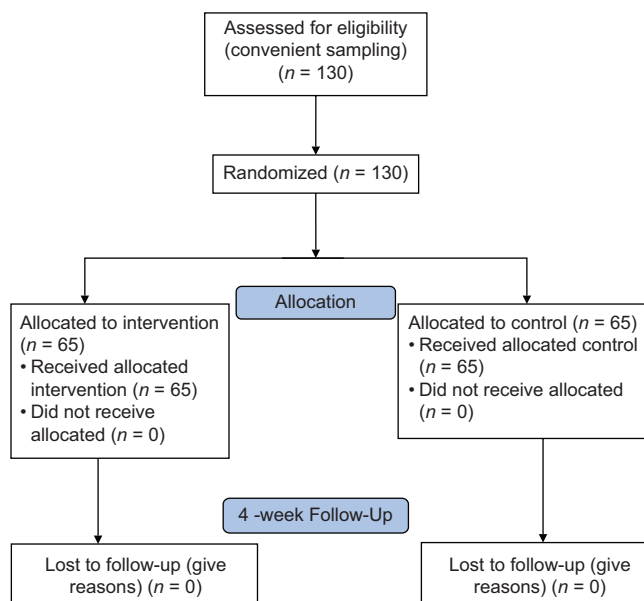 Assessed for eligibility
(convenient sampling)
(n = 130)
Randomized (n = 130)
Allocation
Allocated to intervention
(n = 65)
• Received allocated
intervention (n = 65)
• Did not receive
allocated (n = 0)
Allocated to control (n = 65)
• Received allocated control
(n = 65)
• Did not receive allocated
(n = 0)
4 -week Follow-Up
Lost to follow-up (give
reasons) (n = 0)
Lost to follow-up (give
reasons) (n = 0)